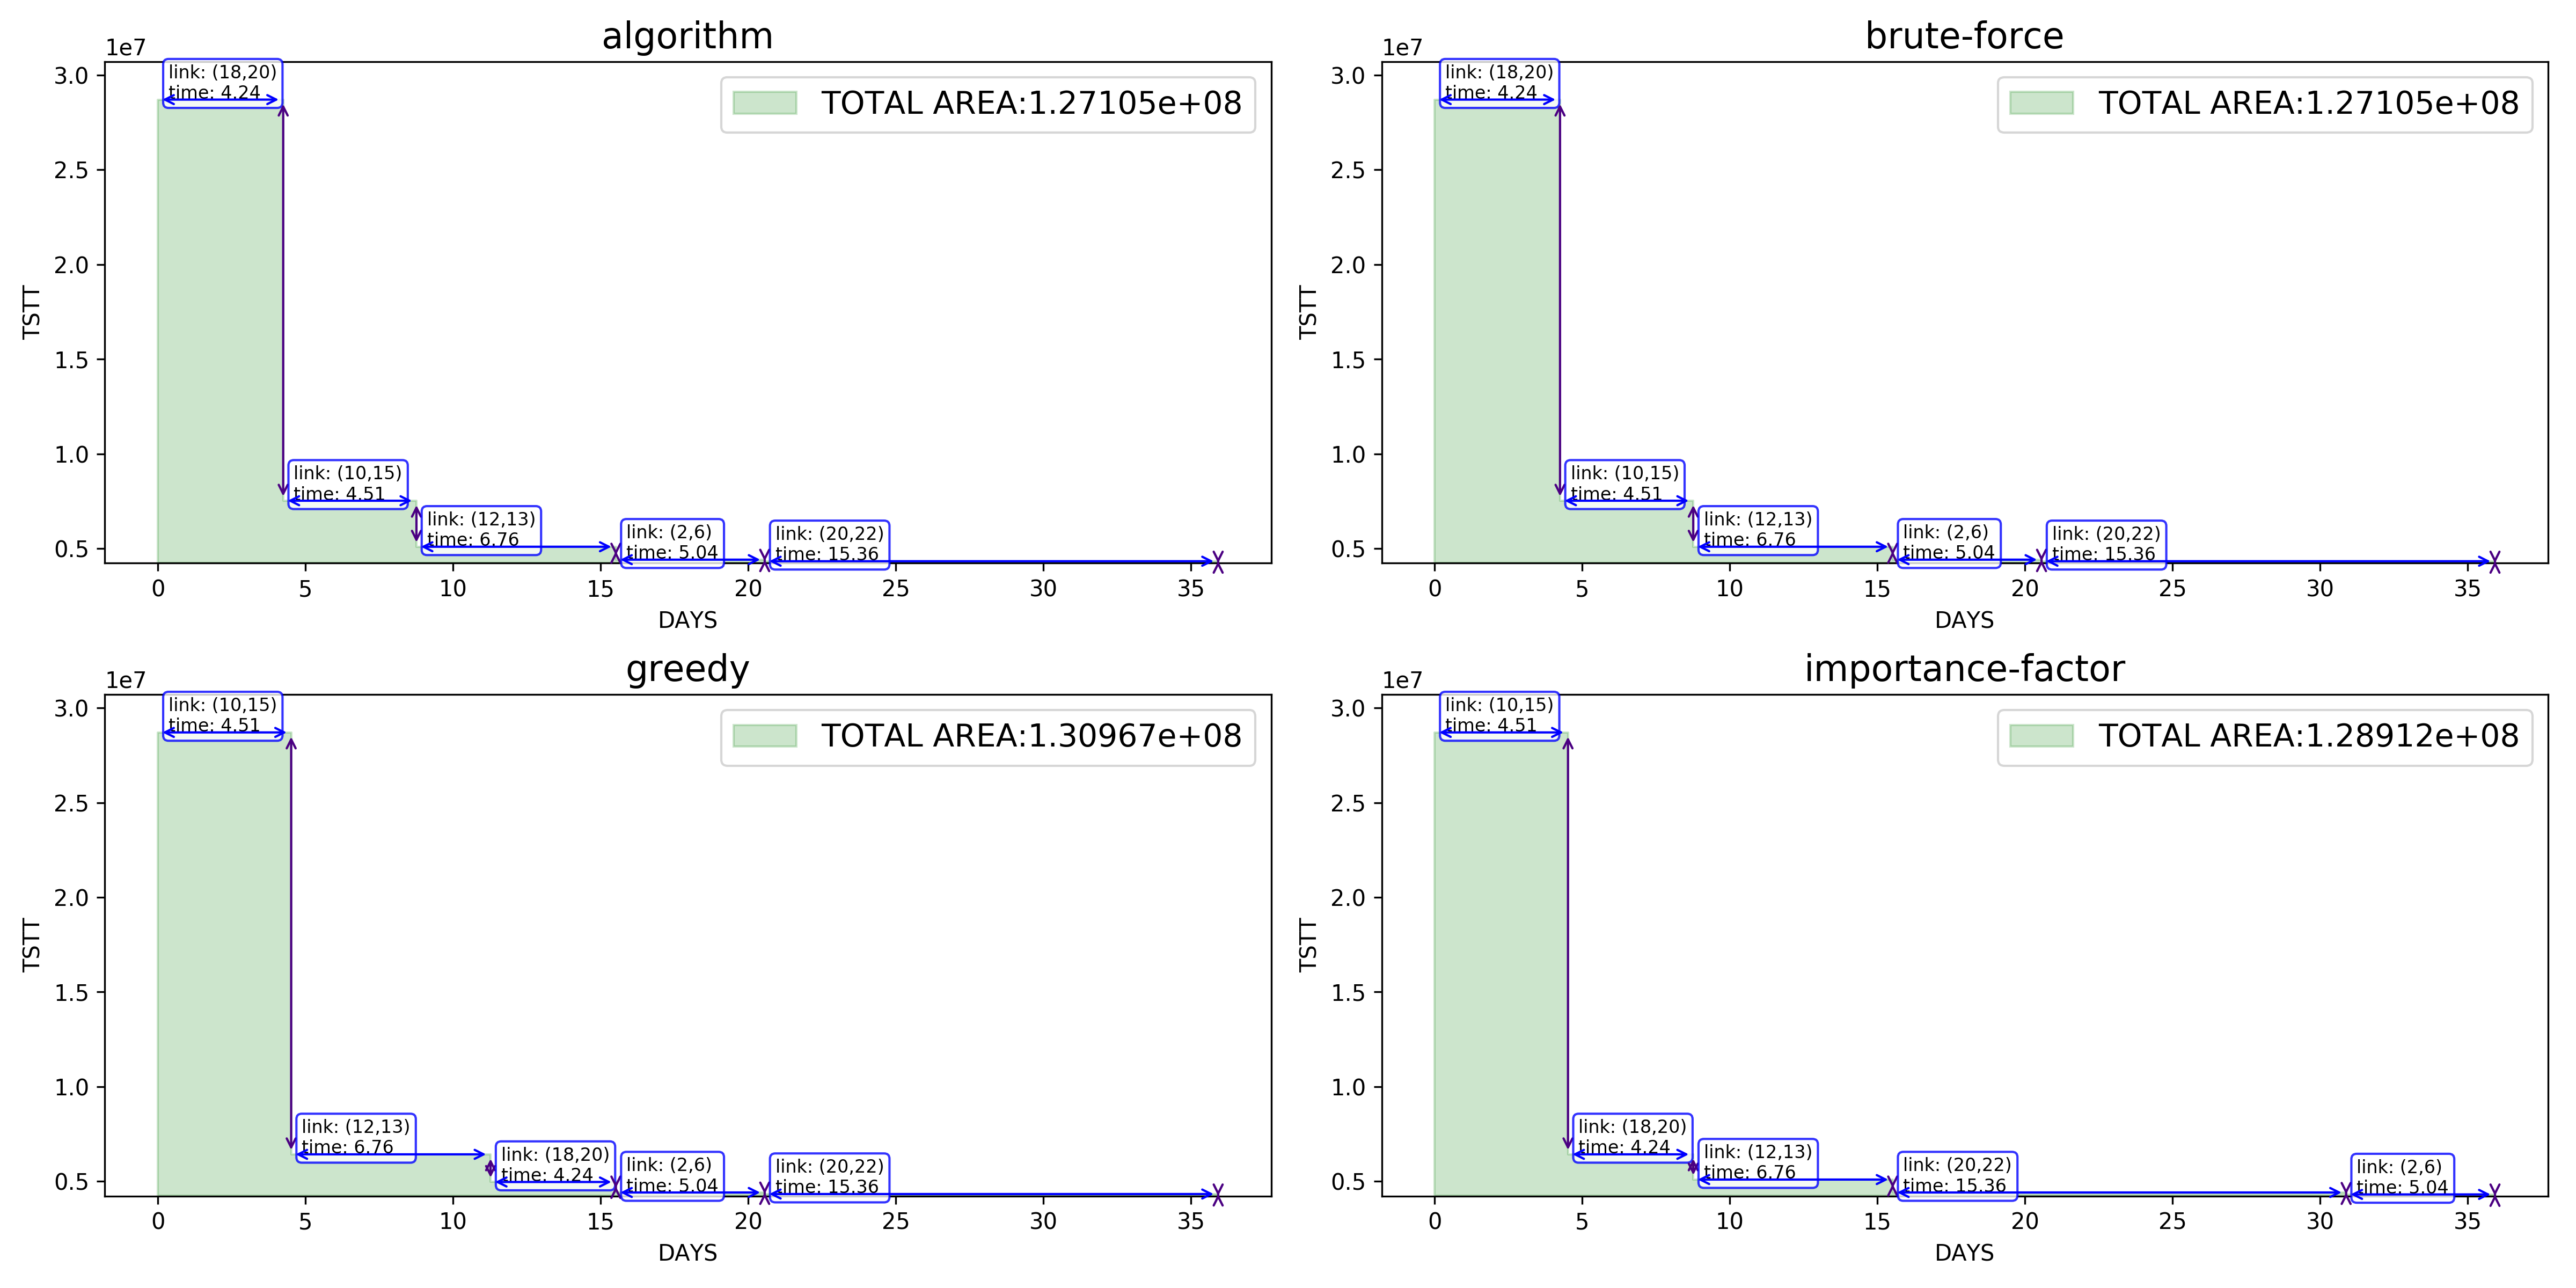 algorithm
1e7
3.0
2.5
2.0
1.5
1.0
0.5
TSTT
link: (18,20)
time: 4.24
link: (10,15)
time: 4.51
link: (12,13)
time: 6.76
link: (2,6)
time: 5.04
link: (20,22)
time: 15.36
TOTAL AREA:1.27105e+08
0 5 10 15 20 25 30 35
DAYS
brute-force
1e7
3.0
2.5
2.0
1.5
1.0
0.5
TSTT
link: (18,20)
time: 4.24
link: (10,15)
time: 4.51
link: (12,13)
time: 6.76
link: (2,6)
time: 5.04
link: (20,22)
time: 15.36
TOTAL AREA:1.27105e+08
0 5 10 15 20 25 30 35
DAYS
greedy
1e7
3.0
2.5
2.0
1.5
1.0
0.5
TSTT
link: (10,15)
time: 4.51
link: (12,13)
time: 6.76
link: (18,20)
time: 4.24
link: (2,6)
time: 5.04
link: (20,22)
time: 15.36
TOTAL AREA:1.30967e+08
0 5 10 15 20 25 30 35
DAYS
importance-factor
1e7
3.0
2.5
2.0
1.5
1.0
0.5
TSTT
link: (10,15)
time: 4.51
link: (18,20)
time: 4.24
link: (12,13)
time: 6.76
link: (20,22)
time: 15.36
link: (2,6)
time: 5.04
TOTAL AREA:1.28912e+08
0 5 10 15 20 25 30 35
DAYS